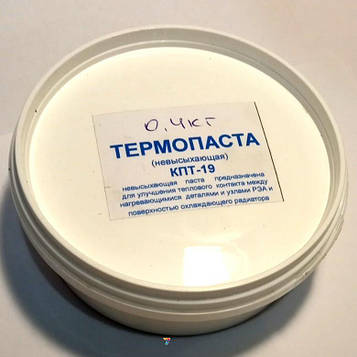 0,4кг
ТЕРМОПАСТА
(невысыхающая)
КПТ-19
невысыхающая паста предназначена
для улучшения теплового контакта между
нагревающимися деталями и узлами РЭА и
поверхностью охлаждающего радиатора